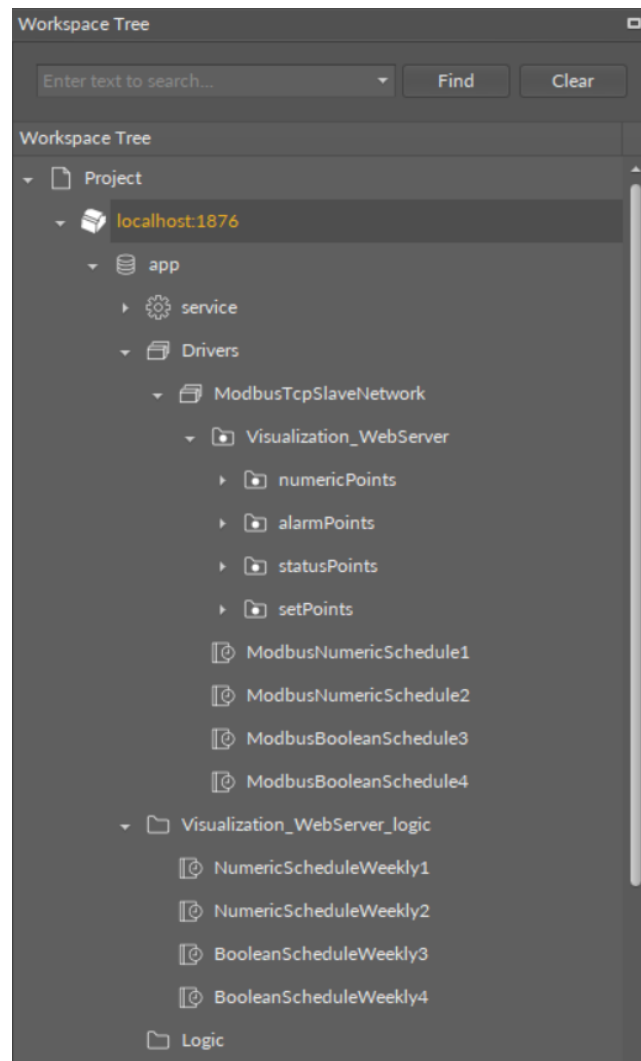 Workspace Tree
Enter text to search...
Find
Clear
Workspace Tree
Project
localhost:1876
app
service
Drivers
ModbusTcpSlaveNetwork
Visualization_WebServer
numericPoints
alarmPoints
statusPoints
setPoints
ModbusNumericSchedule1
ModbusNumericSchedule2
ModbusBooleanSchedule3
ModbusBooleanSchedule4
Visualization_WebServer_logic
NumericScheduleWeekly1
NumericScheduleWeekly2
BooleanScheduleWeekly3
BooleanScheduleWeekly4
Logic